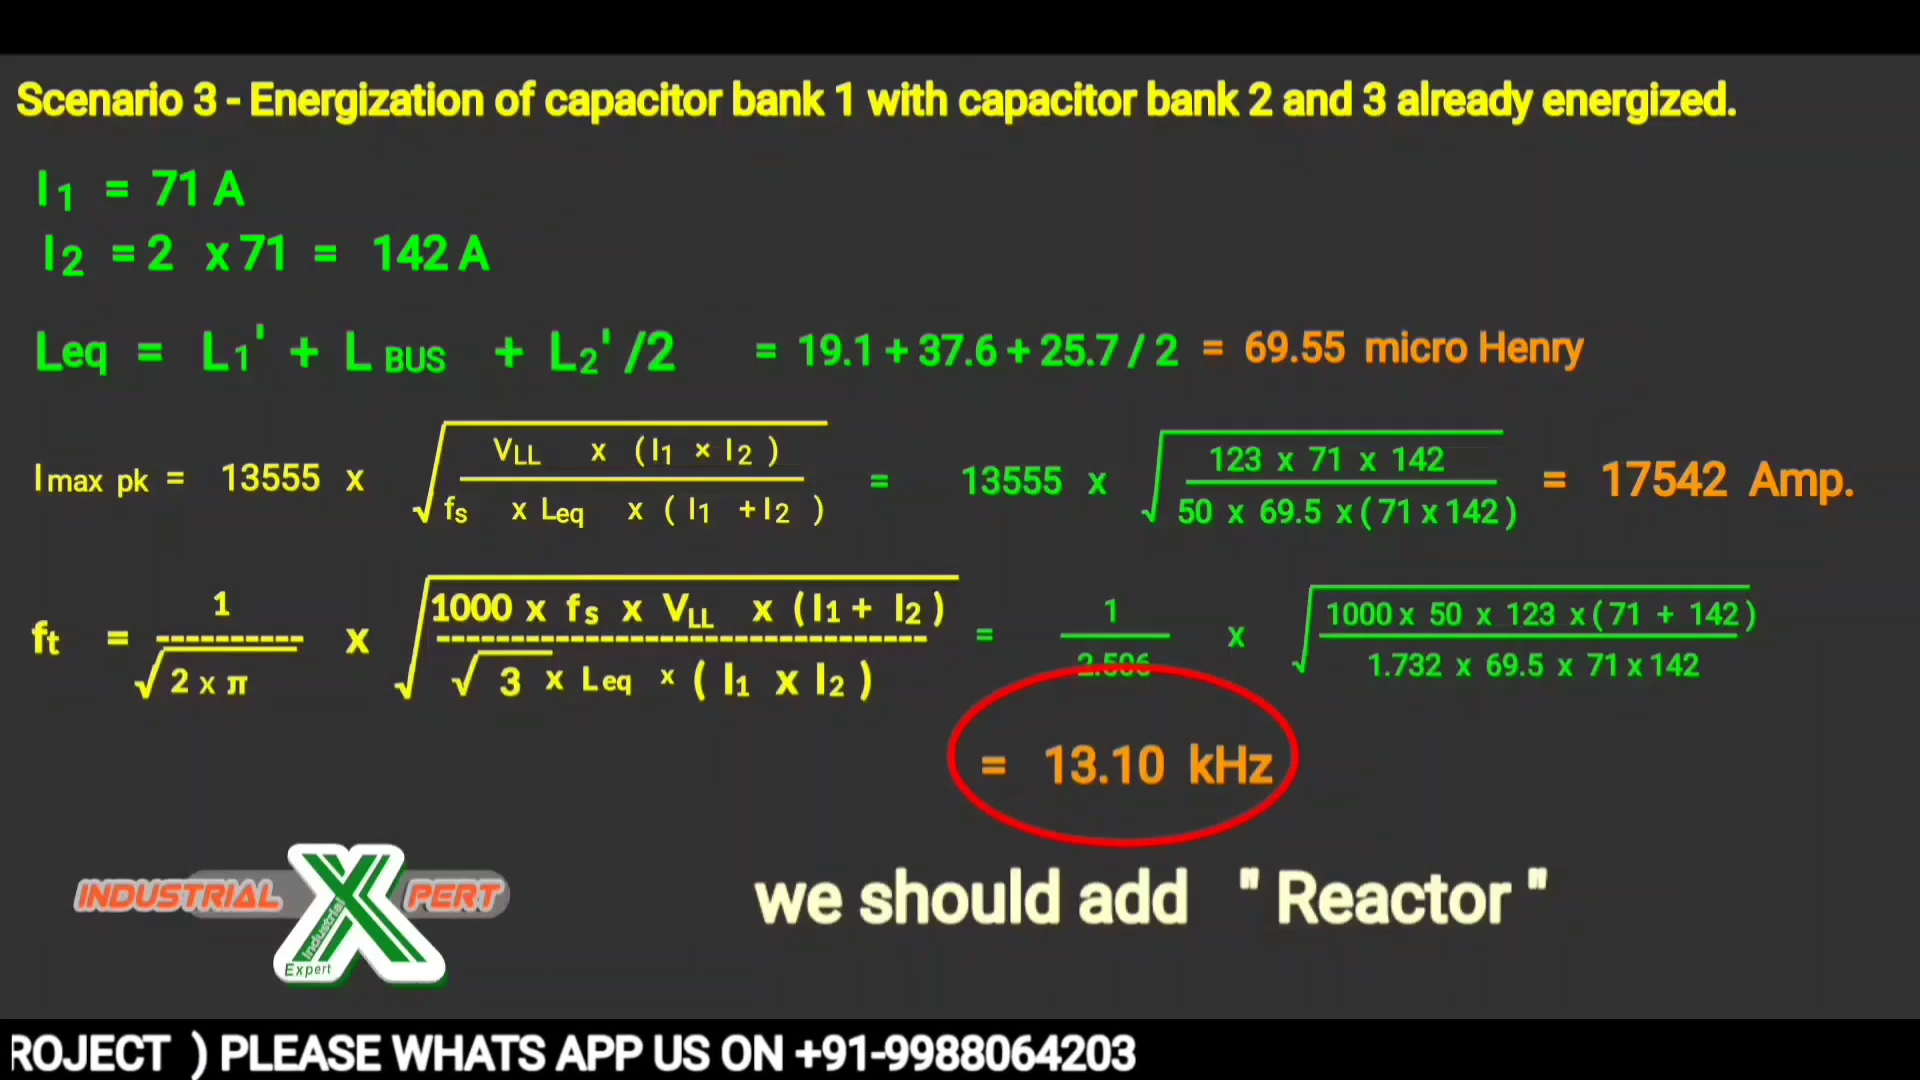 Scenario 3 - Energization of capacitor bank 1 with capacitor bank 2 and 3 already energized.
I1 = 71 A
I2 = 2 x 71 = 142 A
Leq = L1' + L BUS + L2' /2 = 19.1 + 37.6 + 25.7 / 2 = 69.55 micro Henry
I max pk = 13555 x √ VLL x ( I1 x I2 ) / fs x Leq x ( I1 + I2 ) = 13555 x √ 123 x 71 x 142 / 50 x 69.5 x ( 71 x 142 ) = 17542 Amp.
ft = 1 / √ 2 x π x √ 1000 x fs x VLL x ( I1 + I2 ) / √ 3 x Leq x ( I1 x I2 ) = 1 / 2.506 x √ 1000 x 50 x 123 x ( 71 + 142 ) / 1.732 x 69.5 x 71 x 142
= 13.10 kHz
we should add " Reactor "
INDUSTRIAL X PERT
Industrial
Expert
ROJECT ) PLEASE WHATS APP US ON +91-9988064203